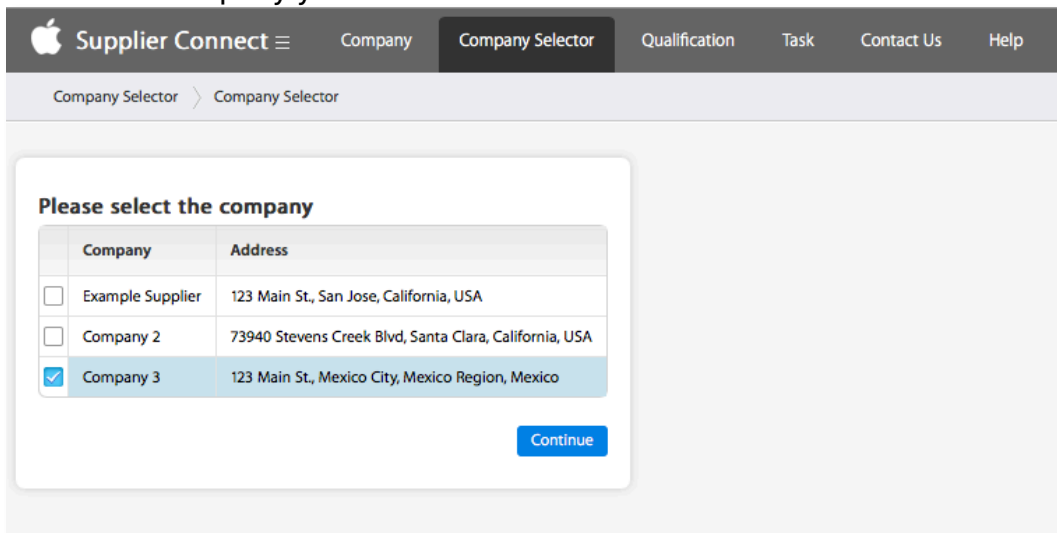 Supplier Connect Company Company Selector Qualification Task Contact Us Help
Company Selector Company Selector
Please select the company
Company Address
Example Supplier 123 Main St., San Jose, California, USA
Company 2 73940 Stevens Creek Blvd, Santa Clara, California, USA
Company 3 123 Main St., Mexico City, Mexico Region, Mexico
Continue